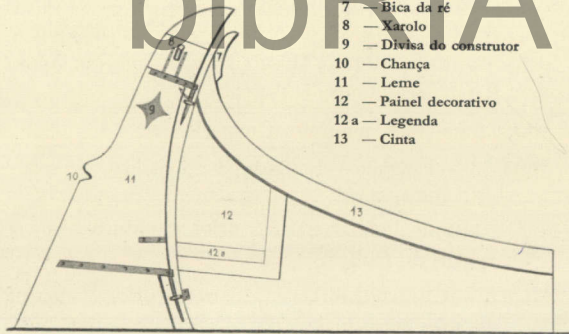 bibRIA
7 — Bica da ré
8 — Xarolo
9 — Divisa do construtor
10 — Chança
11 — Leme
12 — Painel decorativo
12 a — Legenda
13 — Cinta
8
7
9
10
11
12
13
12 a